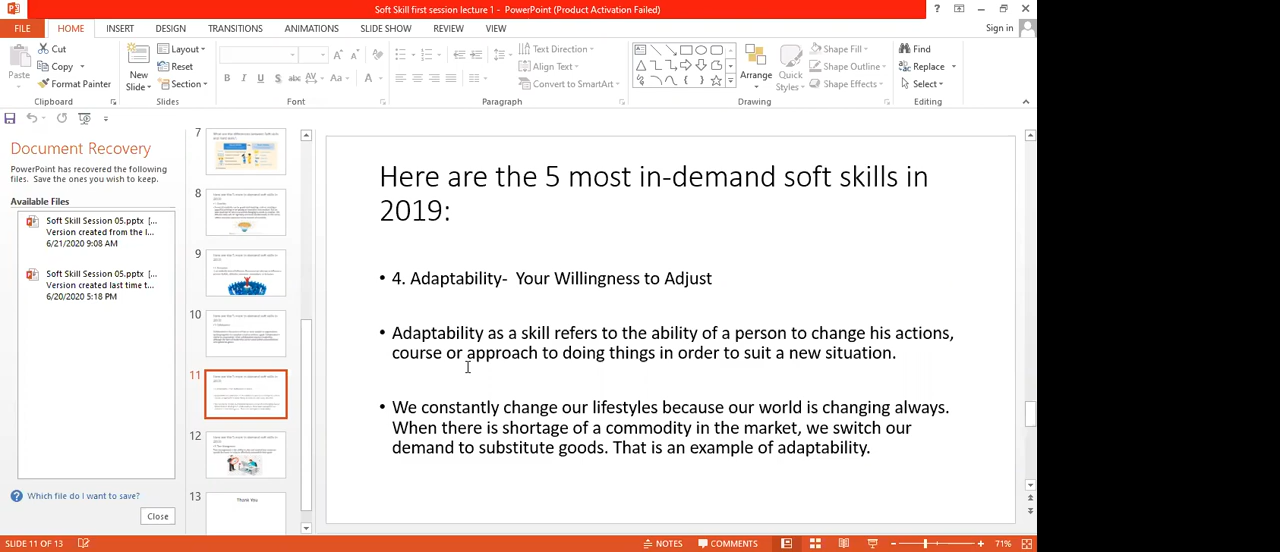 Soft Skill first session lecture 1 - PowerPoint (Product Activation Failed)
FILE HOME INSERT DESIGN TRANSITIONS ANIMATIONS SLIDE SHOW REVIEW VIEW Sign in
Paste
Cut
Copy
Format Painter
Clipboard
New
Slide
Layout
Reset
Section
Slides
Font
Text Direction
Align Text
Convert to SmartArt
Paragraph
Arrange
Quick
Styles
Shape Fill
Shape Outline
Shape Effects
Drawing
Find
Replace
Select
Editing
Document Recovery
PowerPoint has recovered the following
files. Save the ones you wish to keep.
Available Files
Soft Skill Session 05.pptx [...
Version created from the l...
6/21/2020 9:08 AM
Soft Skill Session 05.pptx [...
Version created last time t...
6/20/2020 5:18 PM
Which file do I want to save?
Close
7
8
9
10
11
12
13
Thank You
Here are the 5 most in-demand soft skills in
2019:
• 4. Adaptability- Your Willingness to Adjust
• Adaptability as a skill refers to the ability of a person to change his actions,
course or approach to doing things in order to suit a new situation.
• We constantly change our lifestyles because our world is changing always.
When there is shortage of a commodity in the market, we switch our
demand to substitute goods. That is an example of adaptability.
SLIDE 11 OF 13 NOTES COMMENTS 71%